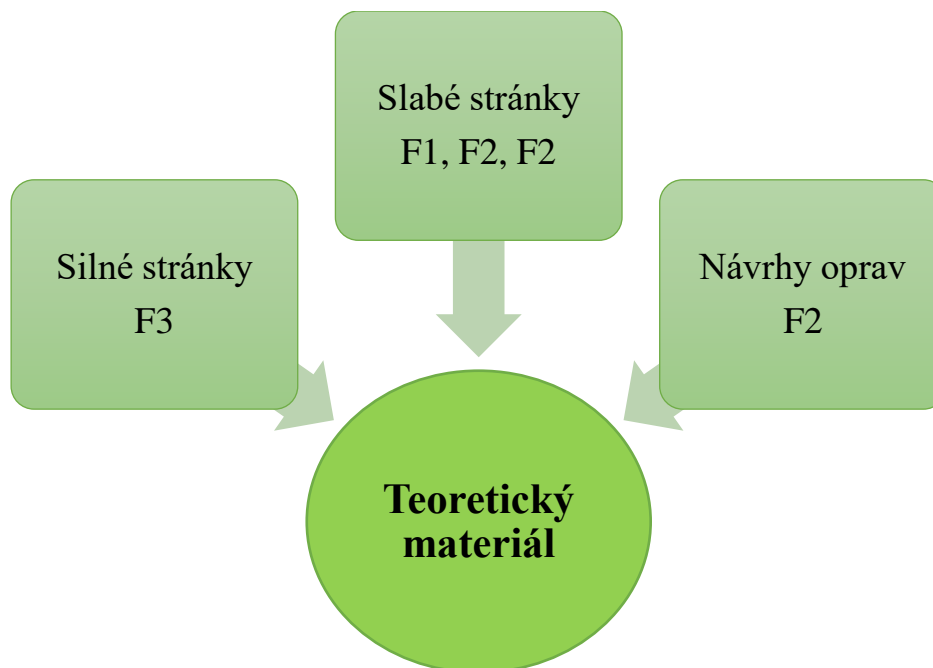 Slabé stránky
F1, F2, F2
Silné stránky
F3
Návrhy oprav
F2
Teoretický
materiál